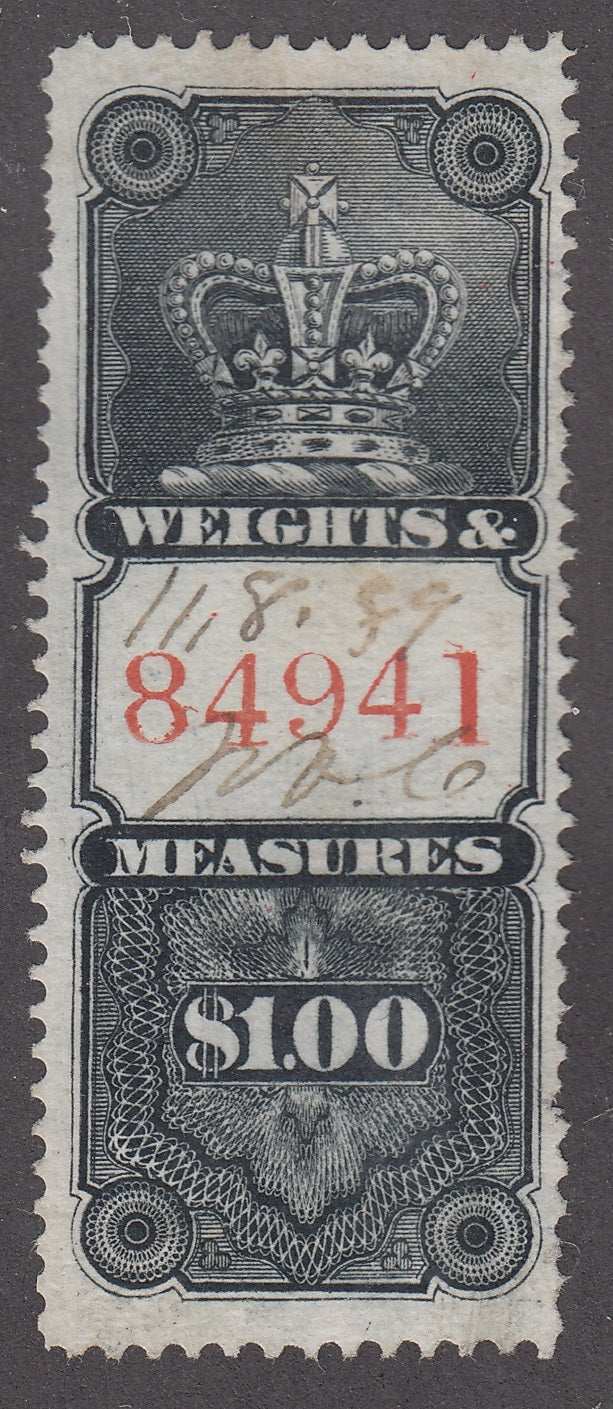 WEIGHTS &
11, 8. 89
84941
MEASURES
$1.00